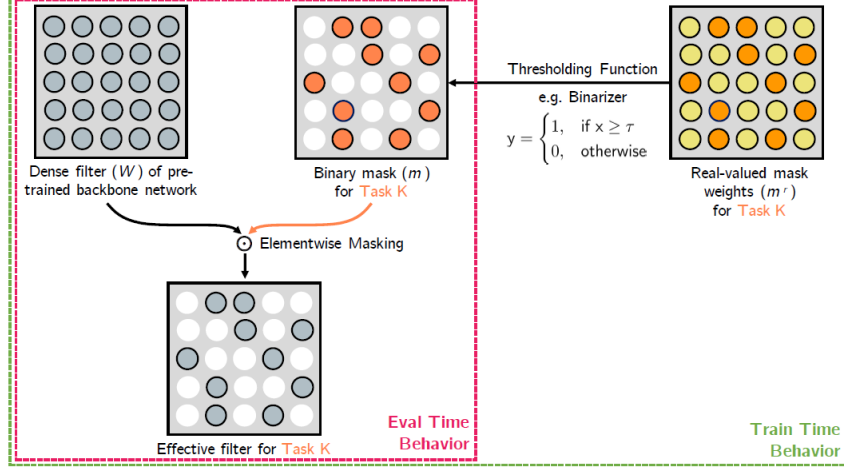 Dense filter (W) of pre-
trained backbone network
Binary mask (m)
for Task K
Thresholding Function
e.g. Binarizer
y = { 1, if x ≥ τ
0, otherwise
Real-valued mask
weights (m r)
for Task K
⊙ Elementwise Masking
Effective filter for Task K
Eval Time
Behavior
Train Time
Behavior